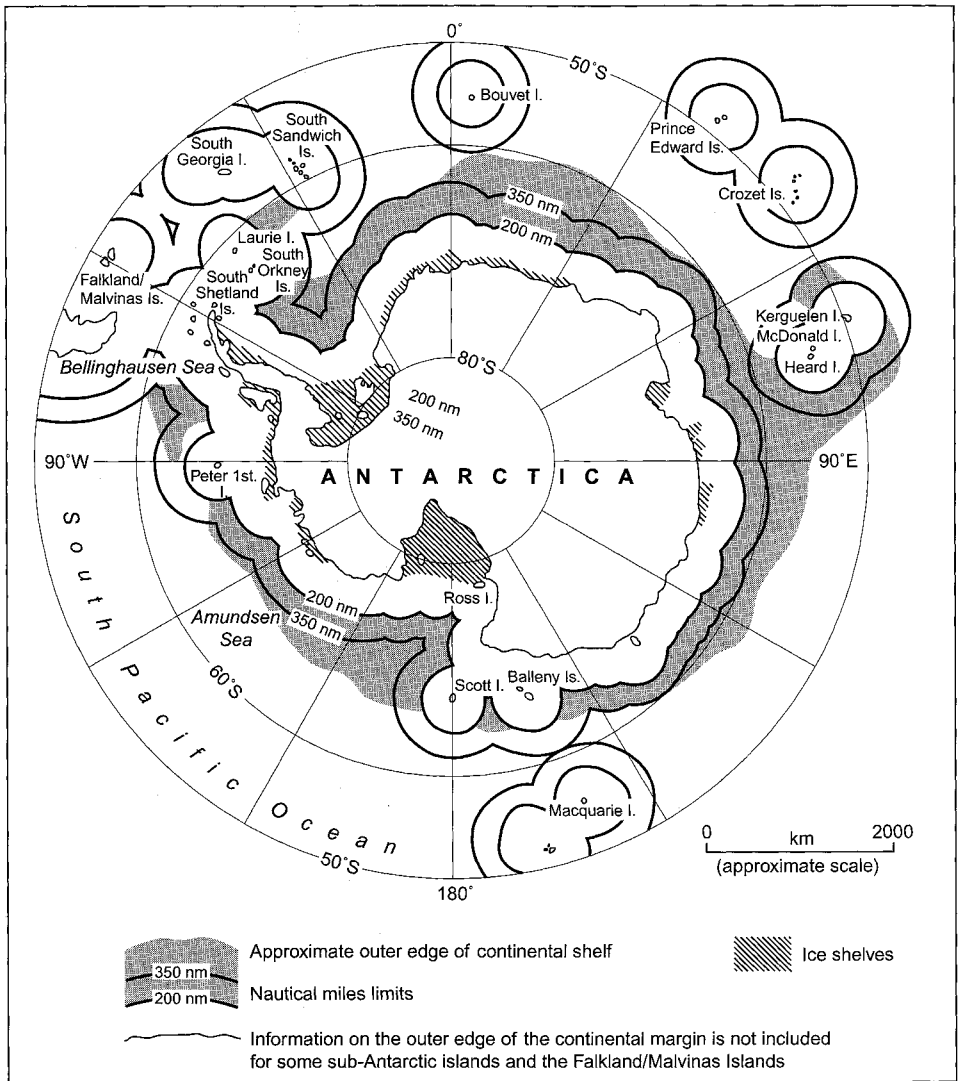 0°
50°S
Bouvet I.
South
Sandwich
Is.
South
Georgia I.
Prince
Edward Is.
Crozet Is.
350 nm
200 nm
Laurie I.
South
Orkney
Is.
South
Shetland
Is.
Falkland/
Malvinas Is.
Kerguelen I.
McDonald I.
Heard I.
Bellinghausen Sea
80°S
200 nm
350 nm
90°W
Peter 1st.
ANTARCTICA
90°E
South Pacific Ocean
Ross I.
200 nm
350 nm
Amundsen
Sea
60°S
Scott I.
Balleny Is.
Macquarie I.
50°S
180°
0 km 2000
(approximate scale)
Approximate outer edge of continental shelf
350 nm
200 nm
Nautical miles limits
Ice shelves
Information on the outer edge of the continental margin is not included
for some sub-Antarctic islands and the Falkland/Malvinas Islands